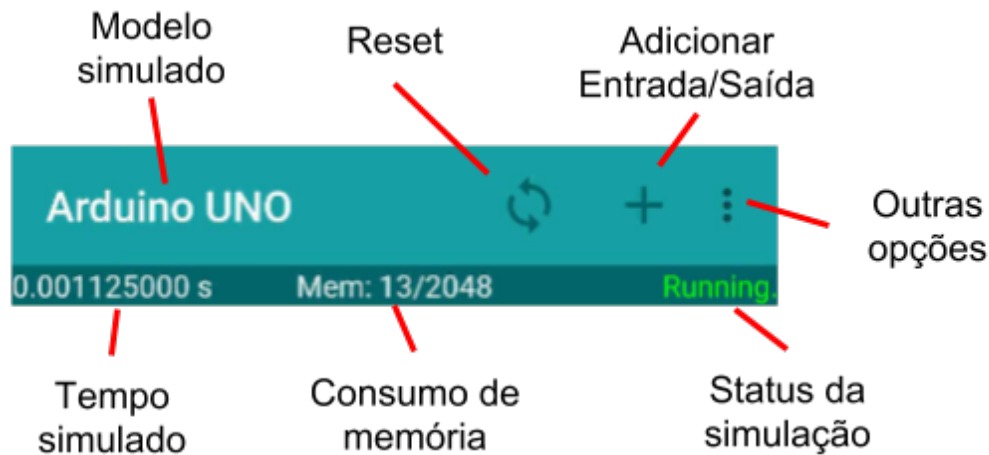 Modelo
simulado
Reset
Adicionar
Entrada/Saída
Arduino UNO
Outras
opções
0.001125000 s
Mem: 13/2048
Running.
Tempo
simulado
Consumo de
memória
Status da
simulação